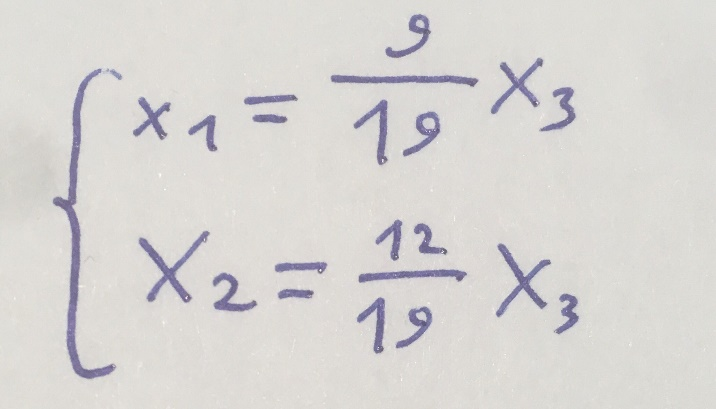 x₁ = 9/19 x₃
x₂ = 12/19 x₃